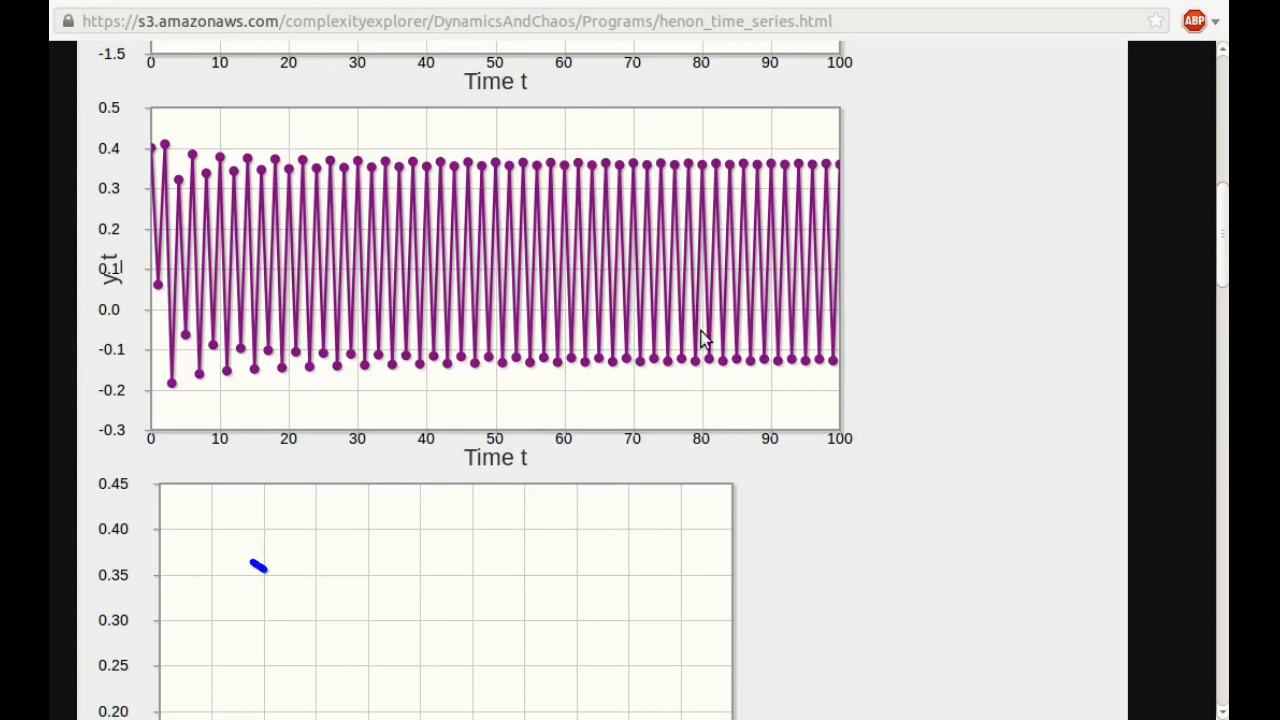 https://s3.amazonaws.com/complexityexplorer/DynamicsAndChaos/Programs/henon_time_series.html
ABP
-1.5
0 10 20 30 40 50 60 70 80 90 100
Time t
0.5
0.4
0.3
0.2
0.1
0.0
-0.1
-0.2
-0.3
y_t
0 10 20 30 40 50 60 70 80 90 100
Time t
0.45
0.40
0.35
0.30
0.25
0.20